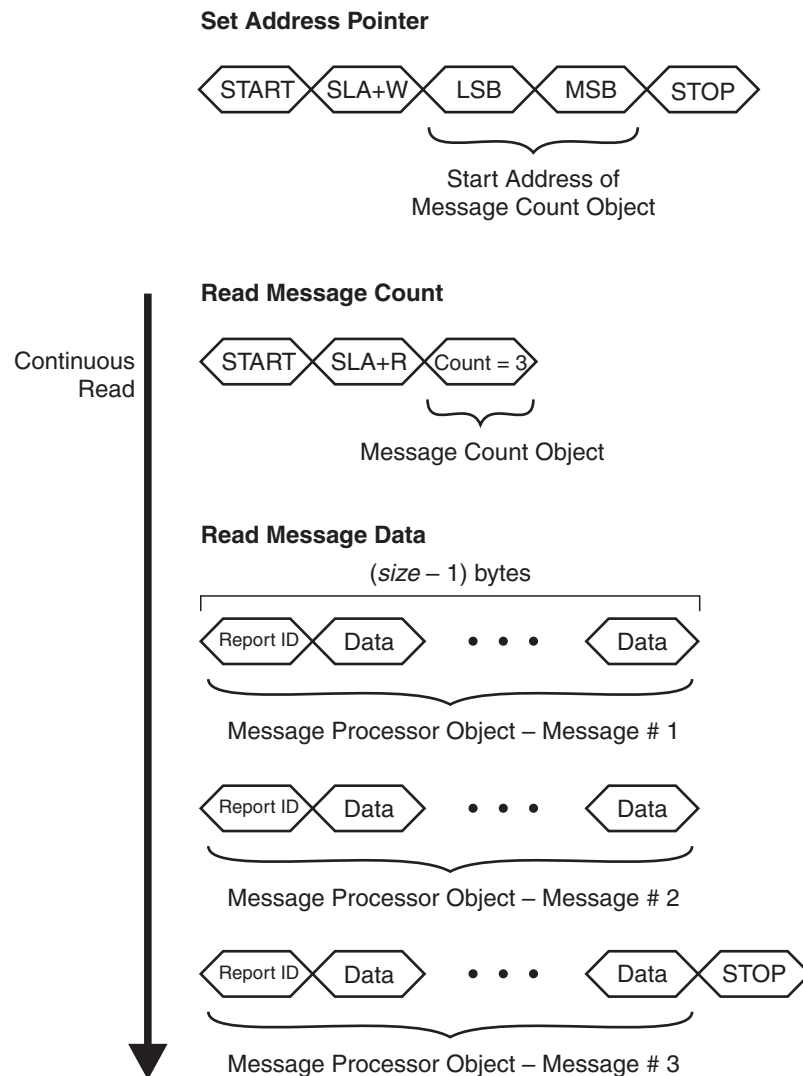 Set Address Pointer
START SLA+W LSB MSB STOP
Start Address of
Message Count Object
Read Message Count
Continuous
Read
START SLA+R Count = 3
Message Count Object
Read Message Data
(size – 1) bytes
Report ID Data • • • Data
Message Processor Object – Message # 1
Report ID Data • • • Data
Message Processor Object – Message # 2
Report ID Data • • • Data STOP
Message Processor Object – Message # 3